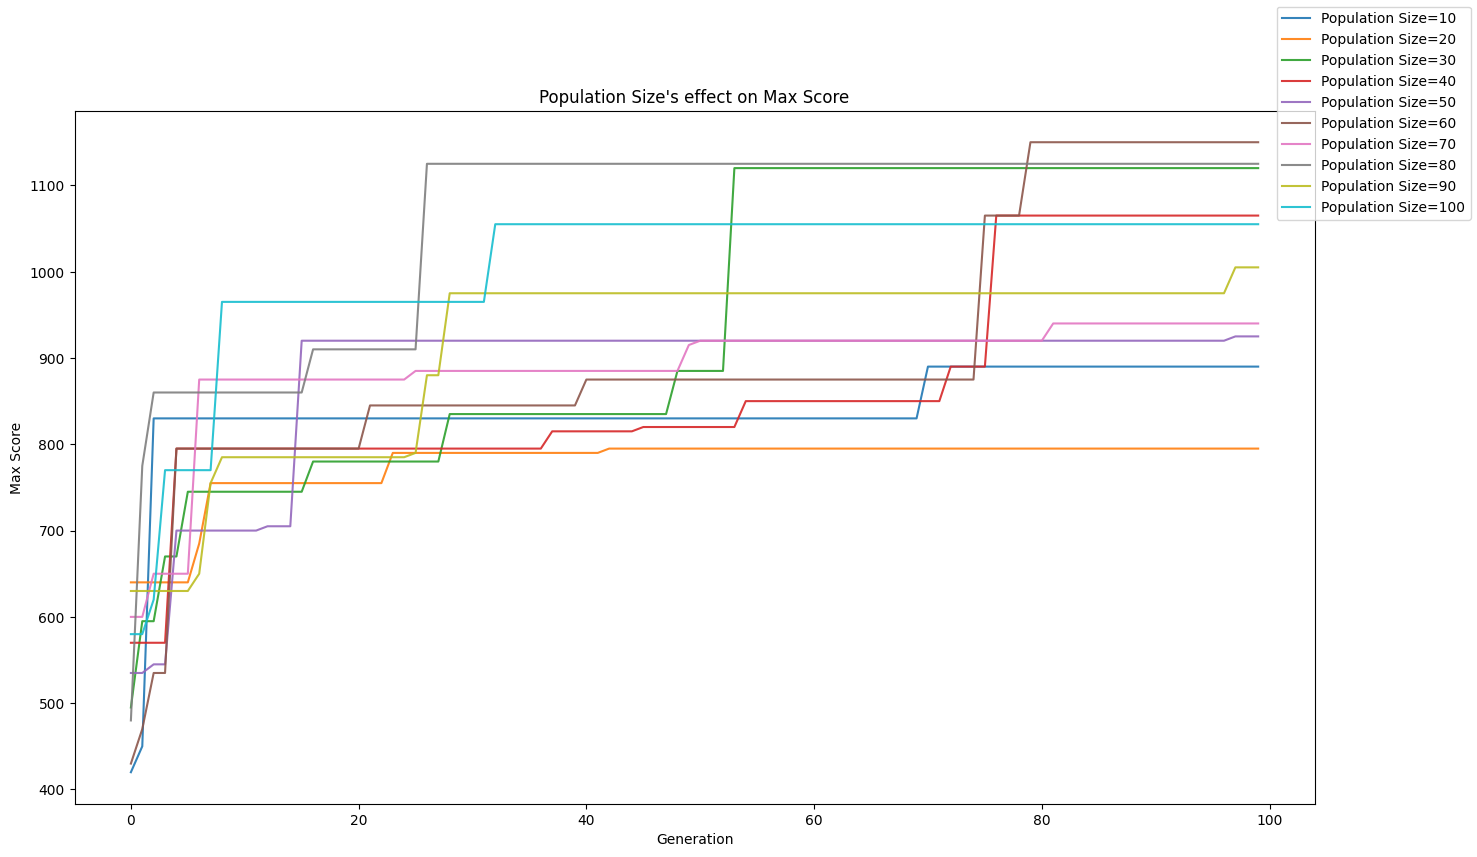 Population Size=10
Population Size=20
Population Size=30
Population Size=40
Population Size=50
Population Size=60
Population Size=70
Population Size=80
Population Size=90
Population Size=100
Population Size's effect on Max Score
Max Score
1100
1000
900
800
700
600
500
400
0 20 40 60 80 100
Generation